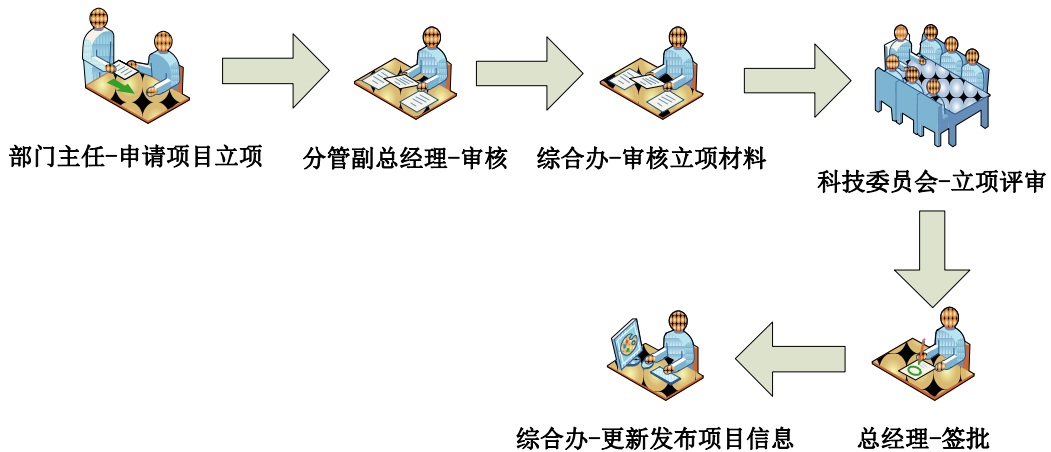 部门主任-申请项目立项
分管副总经理-审核
综合办-审核立项材料
科技委员会-立项评审
总经理-签批
综合办-更新发布项目信息